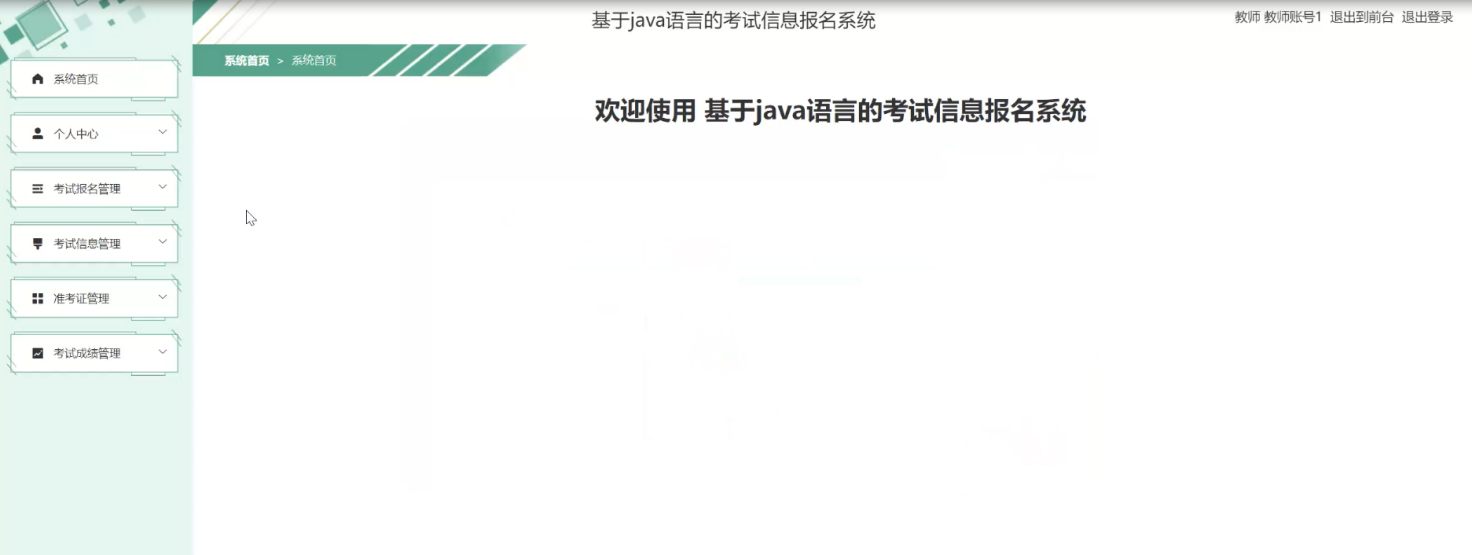 基于java语言的考试信息报名系统
教师 教师账号1 退出到前台 退出登录
系统首页 > 系统首页
系统首页
个人中心
考试报名管理
考试信息管理
准考证管理
考试成绩管理
欢迎使用 基于java语言的考试信息报名系统